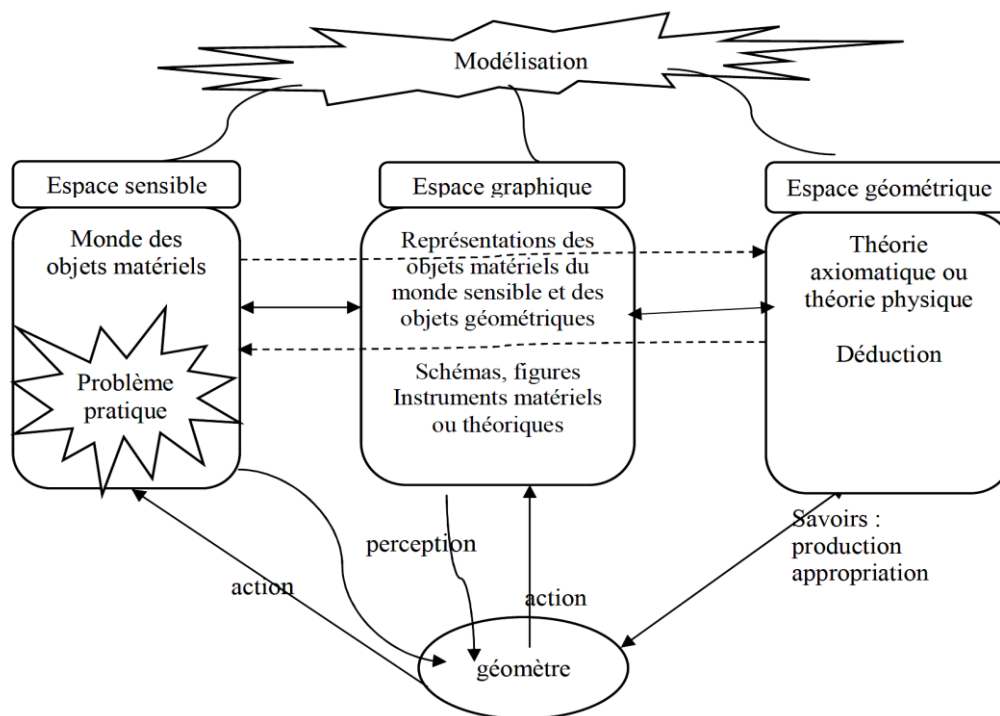 Modélisation
Espace sensible
Espace graphique
Espace géométrique
Monde des
objets matériels
Problème
pratique
Représentations des
objets matériels du
monde sensible et des
objets géométriques
Schémas, figures
Instruments matériels
ou théoriques
Théorie
axiomatique ou
théorie physique
Déduction
perception
action
action
Savoirs :
production
appropriation
géomètre